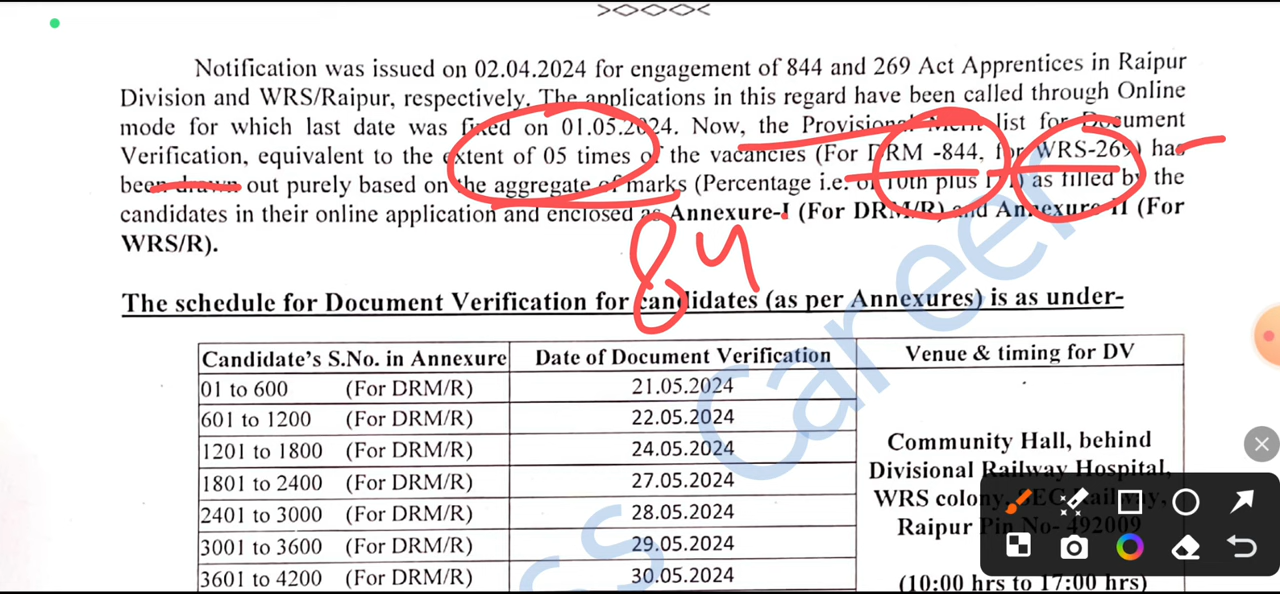 Notification was issued on 02.04.2024 for engagement of 844 and 269 Act Apprentices in Raipur
Division and WRS/Raipur, respectively. The applications in this regard have been called through Online
mode for which last date was fixed on 01.05.2024. Now, the Provisional Merit list for Document
Verification, equivalent to the extent of 05 times of the vacancies (For DRM -844, for WRS-269) has
been drawn out purely based on the aggregate of marks (Percentage i.e. of 10th plus ITI) as filled by the
candidates in their online application and enclosed as Annexure-I (For DRM/R) and Annexure-II (For
WRS/R).
84
The schedule for Document Verification for candidates (as per Annexures) is as under-
Candidate's S.No. in Annexure Date of Document Verification Venue & timing for DV
01 to 600 (For DRM/R) 21.05.2024
601 to 1200 (For DRM/R) 22.05.2024
1201 to 1800 (For DRM/R) 24.05.2024
1801 to 2400 (For DRM/R) 27.05.2024
2401 to 3000 (For DRM/R) 28.05.2024
3001 to 3600 (For DRM/R) 29.05.2024
3601 to 4200 (For DRM/R) 30.05.2024
Community Hall, behind
Divisional Railway Hospital,
WRS colony, SEC Railway,
Raipur Pin No- 492009
(10:00 hrs to 17:00 hrs)
Career